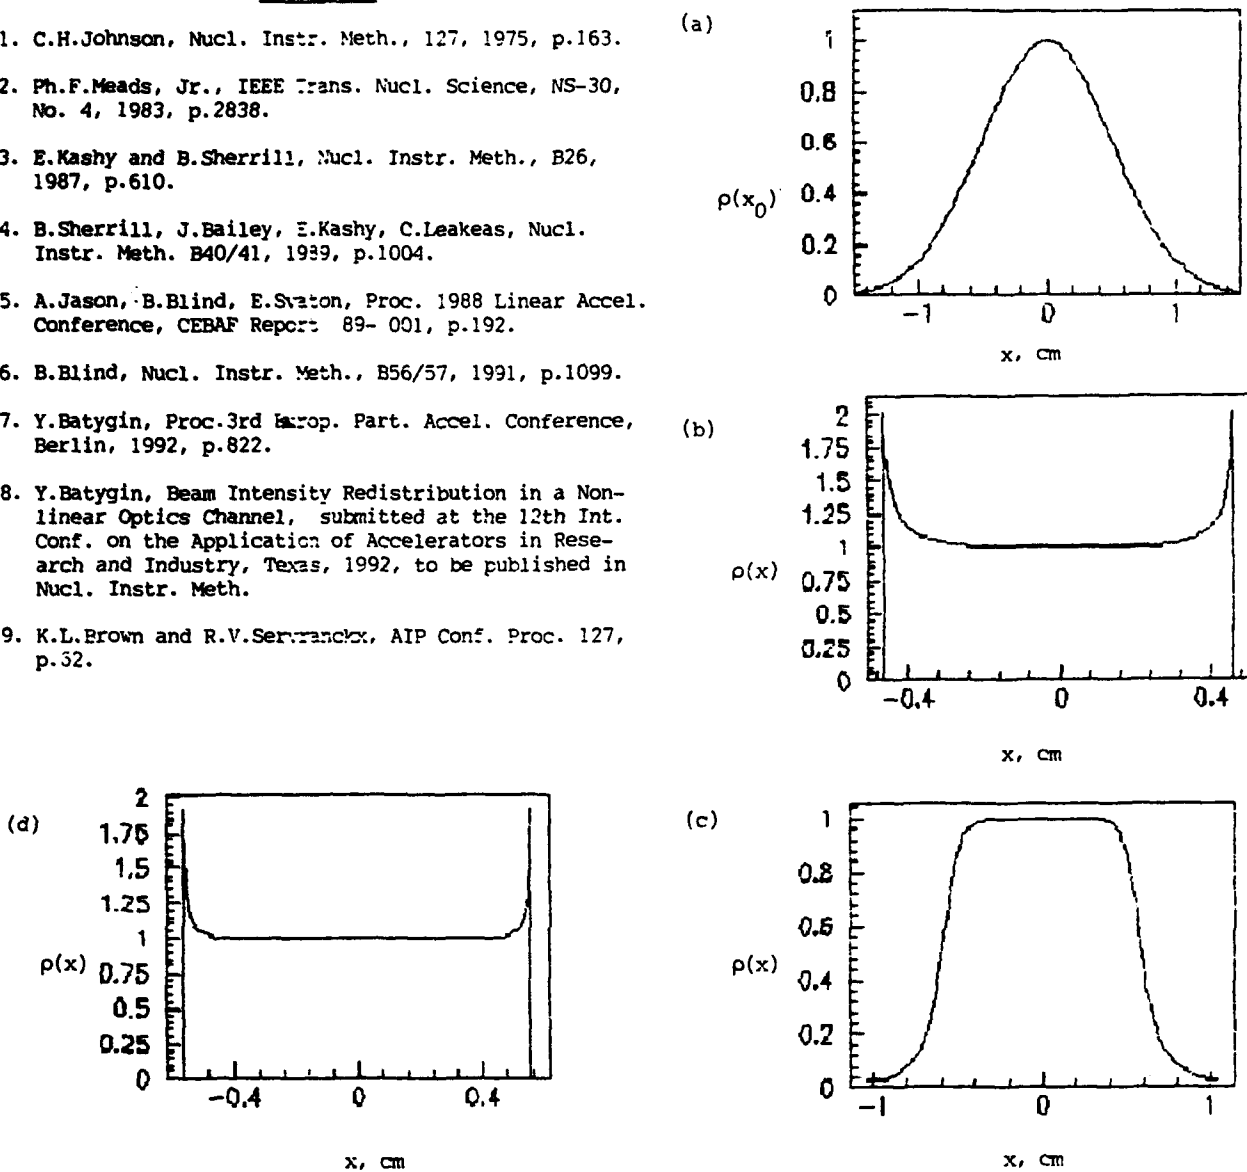 1. C.H.Johnson, Nucl. Instr. Meth., 127, 1975, p.163.
2. Ph.F.Meads, Jr., IEEE Trans. Nucl. Science, NS-30,
No. 4, 1983, p.2838.
3. E.Kashy and B.Sherrill, Nucl. Instr. Meth., B26,
1987, p.610.
4. B.Sherrill, J.Bailey, E.Kashy, C.Leakeas, Nucl.
Instr. Meth. B40/41, 1989, p.1004.
5. A.Jason, B.Blind, E.Svaton, Proc. 1988 Linear Accel.
Conference, CEBAF Report 89- 001, p.192.
6. B.Blind, Nucl. Instr. Meth., B56/57, 1991, p.1099.
7. Y.Batygin, Proc.3rd Europ. Part. Accel. Conference,
Berlin, 1992, p.822.
8. Y.Batygin, Beam Intensity Redistribution in a Non-
linear Optics Channel, submitted at the 12th Int.
Conf. on the Application of Accelerators in Rese-
arch and Industry, Texas, 1992, to be published in
Nucl. Instr. Meth.
9. K.L.Brown and R.V.Servranckx, AIP Conf. Proc. 127,
(a)
1
0.8
0.6
ρ(x0) 0.4
0.2
0
-1 0 1
x, cm
(b)
2
1.75
1.5
1.25
1
ρ(x) 0.75
0.5
0.25
0
-0.4 0 0.4
x, cm
(d)
2
1.75
1.5
1.25
1
ρ(x) 0.75
0.5
0.25
0
-0.4 0 0.4
x, cm
(c)
1
0.8
0.6
ρ(x)
0.4
0.2
0
-1 0 1
x, cm